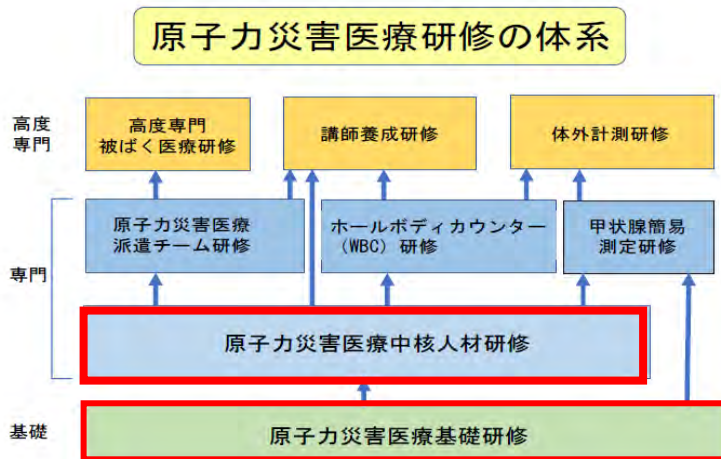 原子力災害医療研修の体系
高度
専門
高度専門
被ばく医療研修
講師養成研修
体外計測研修
専門
原子力災害医療
派遣チーム研修
ホールボディカウンター
（WBC）研修
甲状腺簡易
測定研修
原子力災害医療中核人材研修
基礎
原子力災害医療基礎研修